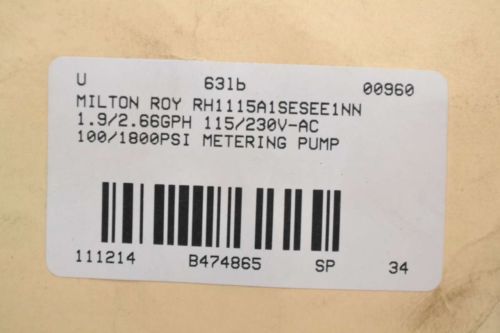 U 63lb 00960
MILTON ROY RH1115A1SESEE1NN
1.9/2.66GPH 115/230V-AC
100/1800PSI METERING PUMP
111214 B474865 SP 34